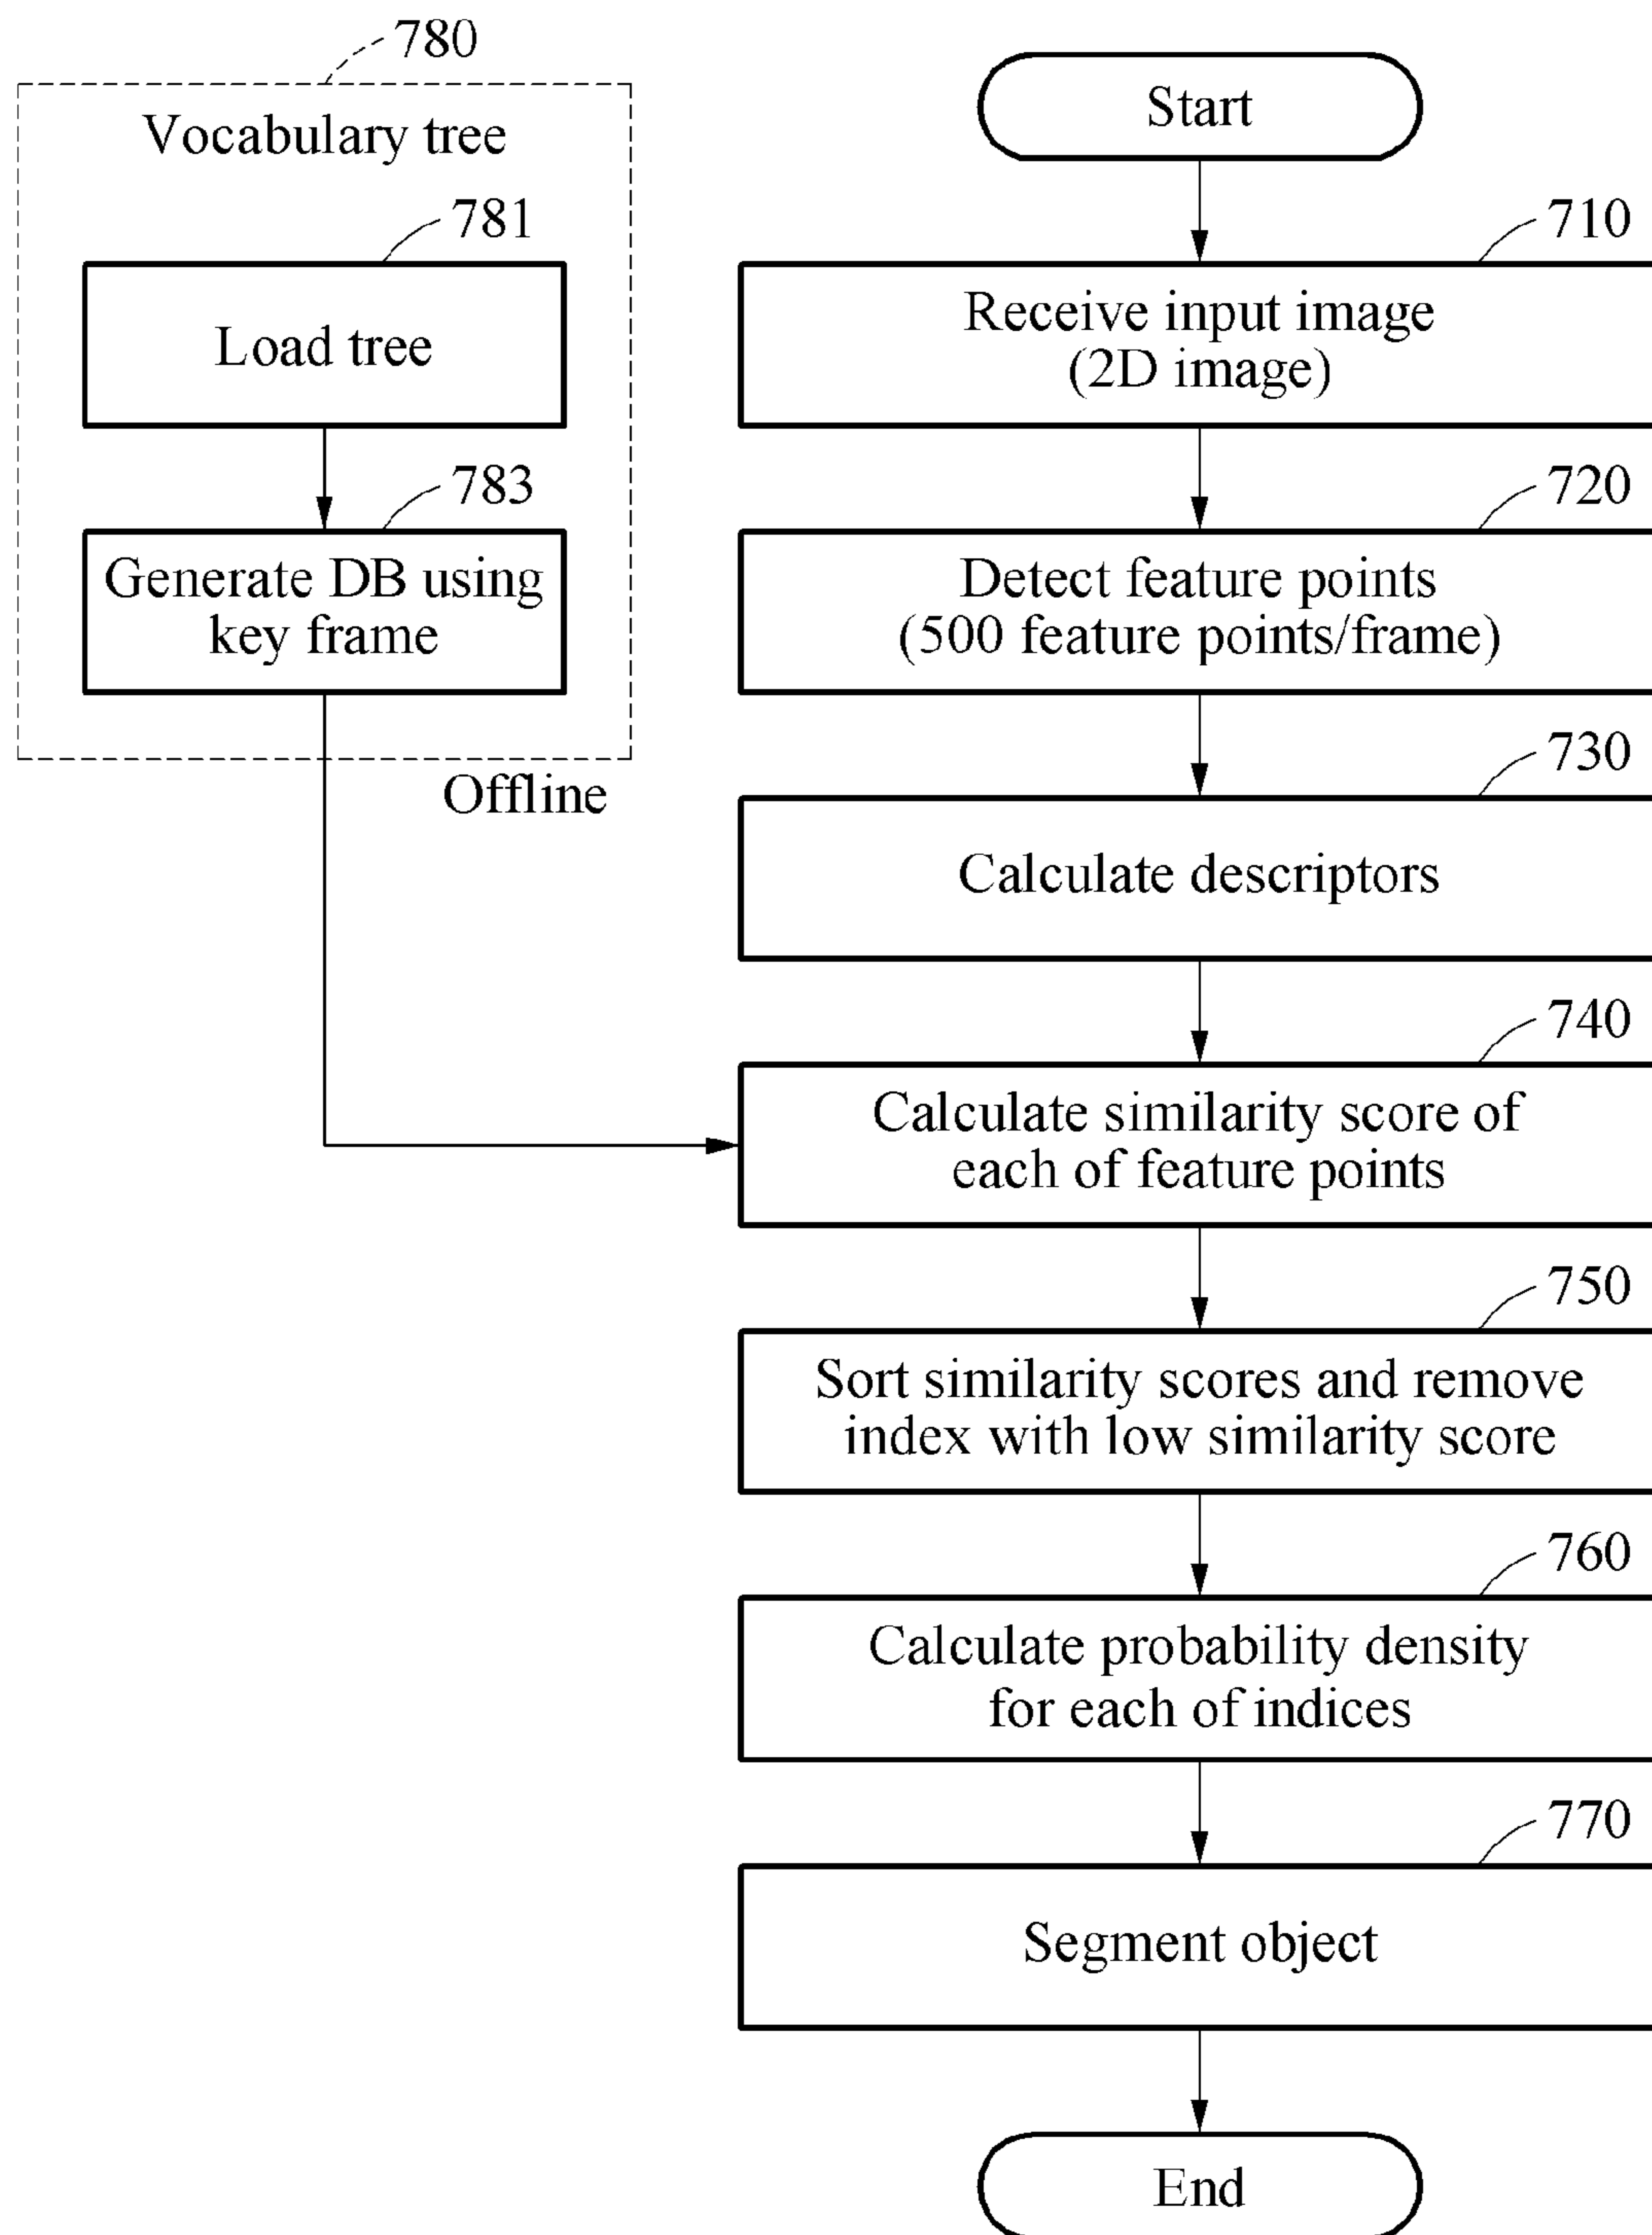 780
Vocabulary tree
781
Load tree
783
Generate DB using
key frame
Offline
Start
710
Receive input image
(2D image)
720
Detect feature points
(500 feature points/frame)
730
Calculate descriptors
740
Calculate similarity score of
each of feature points
750
Sort similarity scores and remove
index with low similarity score
760
Calculate probability density
for each of indices
770
Segment object
End